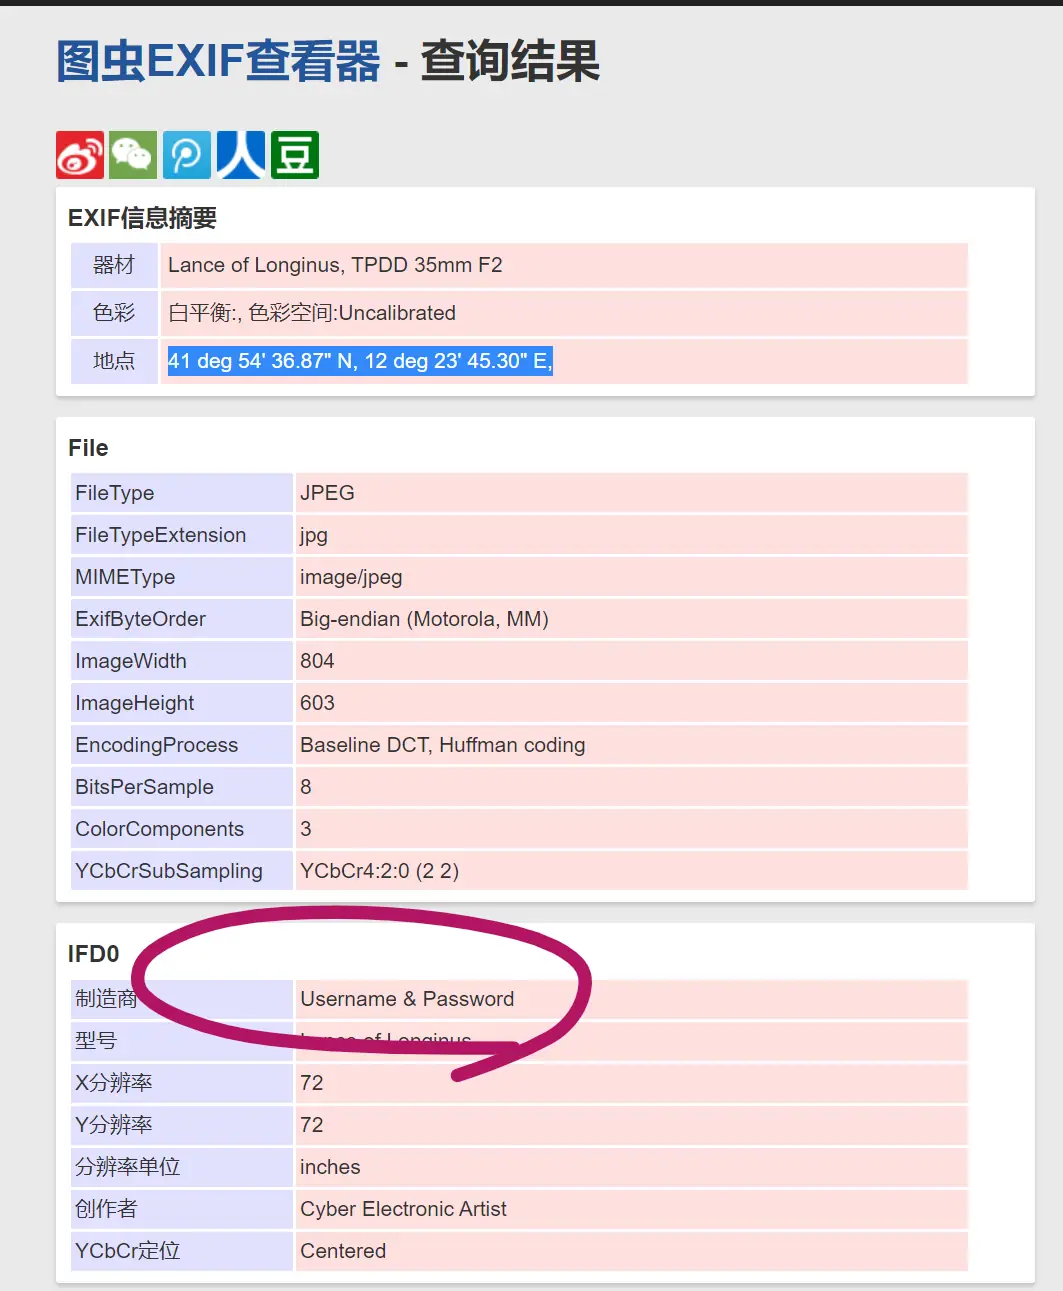 图虫EXIF查看器 - 查询结果
人 豆
EXIF信息摘要
器材 Lance of Longinus, TPDD 35mm F2
色彩 白平衡:, 色彩空间:Uncalibrated
地点 41 deg 54' 36.87" N, 12 deg 23' 45.30" E,
File
FileType JPEG
FileTypeExtension jpg
MIMEType image/jpeg
ExifByteOrder Big-endian (Motorola, MM)
ImageWidth 804
ImageHeight 603
EncodingProcess Baseline DCT, Huffman coding
BitsPerSample 8
ColorComponents 3
YCbCrSubSampling YCbCr4:2:0 (2 2)
IFD0
制造商 Username & Password
型号 Lance of Longinus
X分辨率 72
Y分辨率 72
分辨率单位 inches
创作者 Cyber Electronic Artist
YCbCr定位 Centered